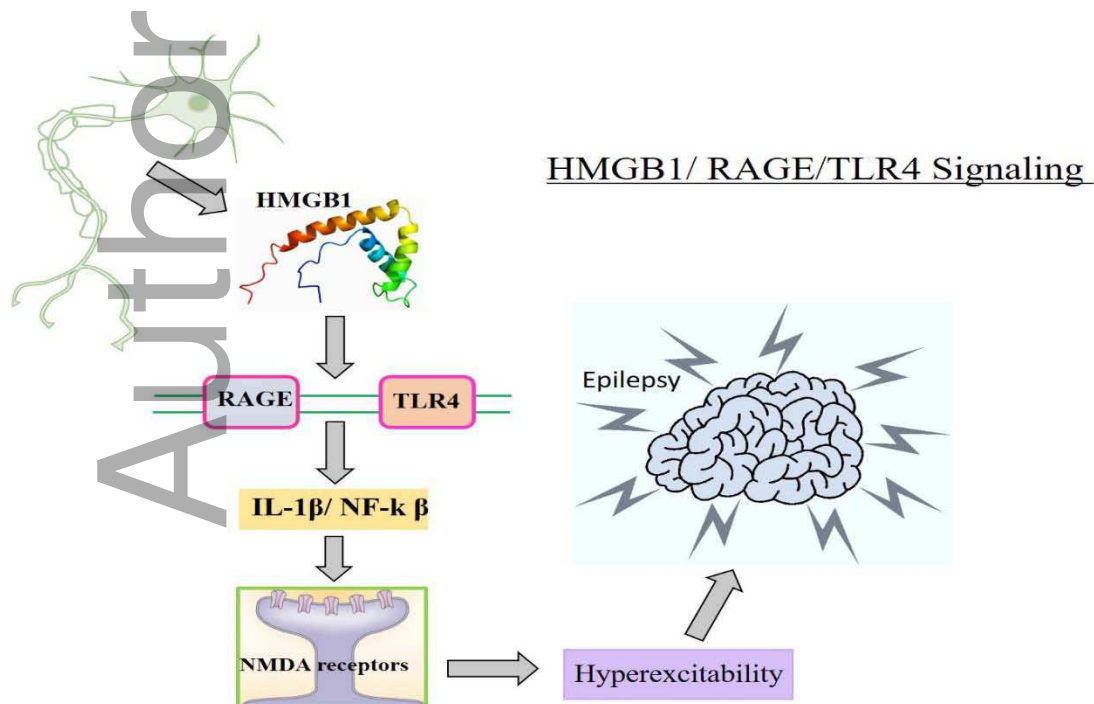 Author
HMGB1/ RAGE/TLR4 Signaling
HMGB1
RAGE
TLR4
IL-1β/ NF-k β
NMDA receptors
Hyperexcitability
Epilepsy